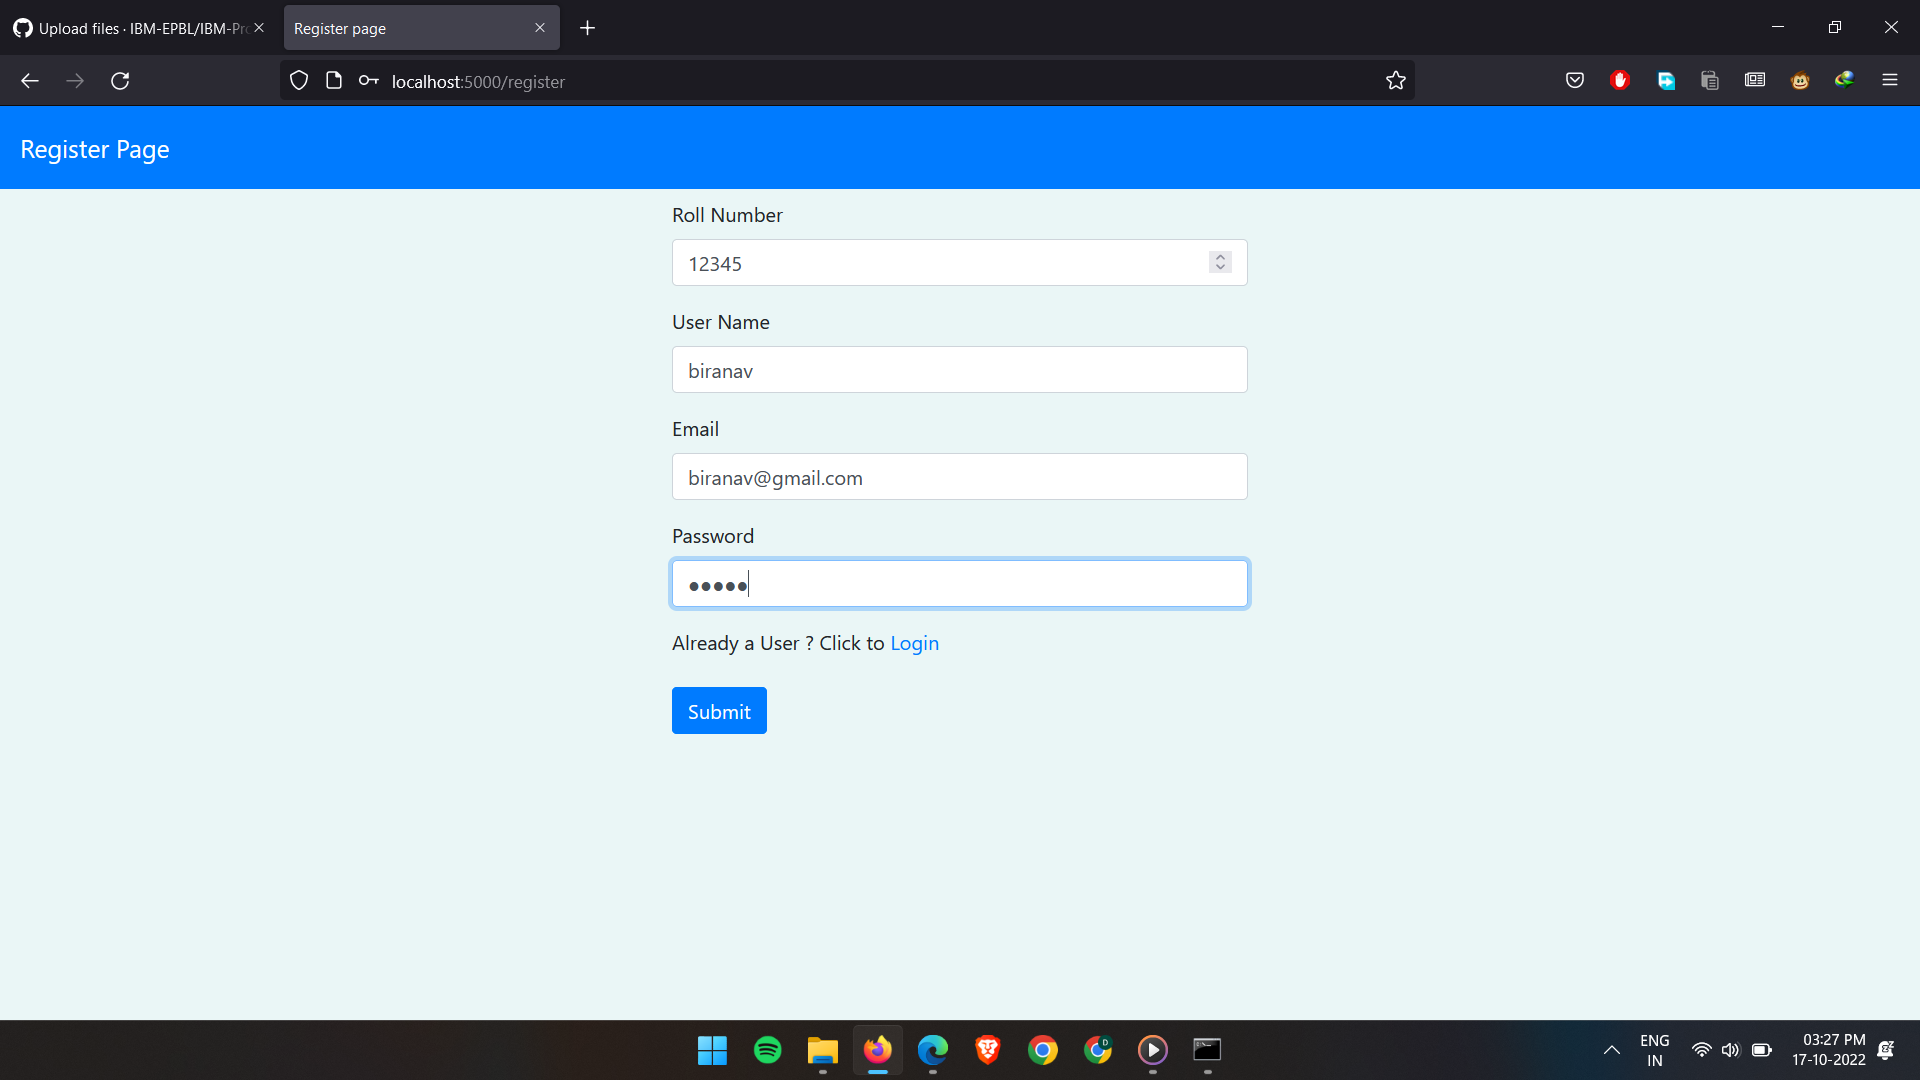 Upload files · IBM-EPBL/IBM-Pro
Register page
localhost:5000/register
Register Page
Roll Number
12345
User Name
biranav
Email
biranav@gmail.com
Password
Already a User ? Click to Login
Submit
ENG
IN
03:27 PM
17-10-2022